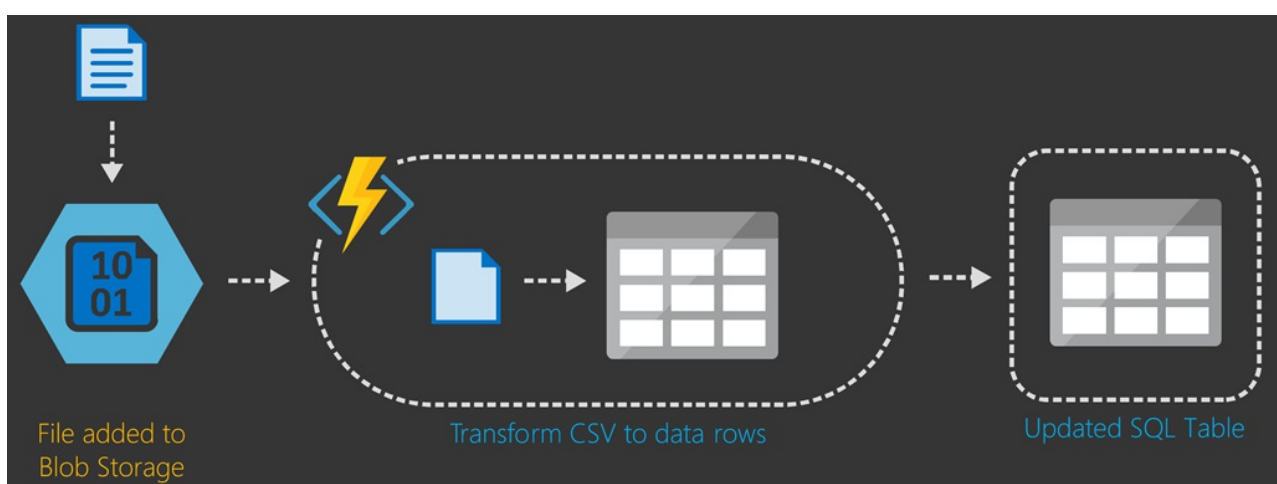 10
01
File added to
Blob Storage
Transform CSV to data rows
Updated SQL Table